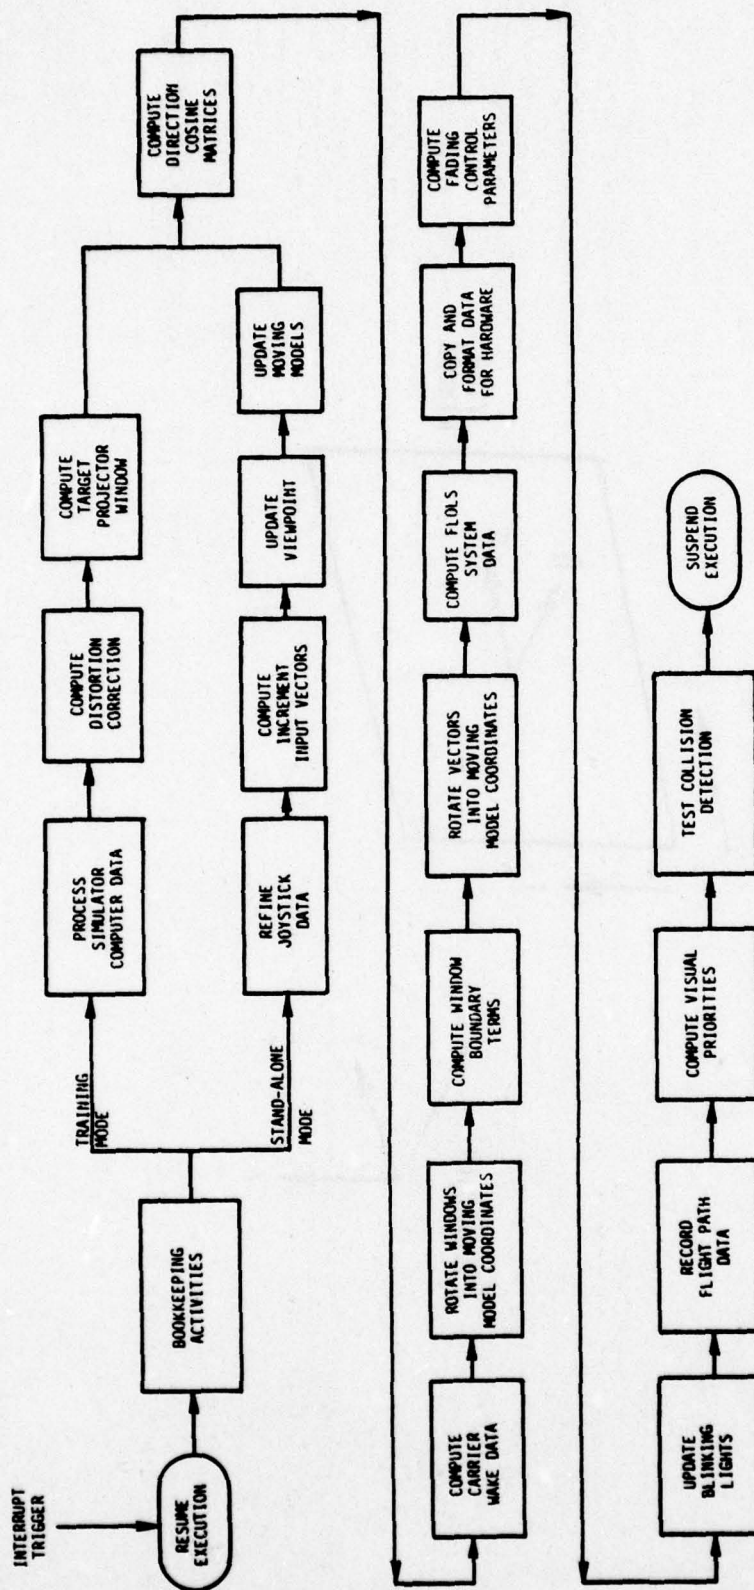 INTERRUPT
TRIGGER
RESUME
EXECUTION
BOOKKEEPING
ACTIVITIES
TRAINING
MODE
PROCESS
SIMULATOR
COMPUTER DATA
COMPUTE
DISTORTION
CORRECTION
COMPUTE
TARGET
PROJECTOR
WINDOW
STAND-ALONE
MODE
REFINE
JOYSTICK
DATA
COMPUTE
INCREMENT
INPUT VECTORS
UPDATE
VIEWPOINT
UPDATE
MOVING
MODELS
COMPUTE
DIRECTION
COSINE
MATRICES
COMPUTE
CARRIER
WAKE DATA
ROTATE WINDOWS
INTO MOVING
MODEL COORDINATES
COMPUTE WINDOW
BOUNDARY
TERMS
ROTATE VECTORS
INTO MOVING
MODEL COORDINATES
COMPUTE FLOLS
SYSTEM
DATA
COPY AND
FORMAT DATA
FOR HARDWARE
COMPUTE
FADING
CONTROL
PARAMETERS
UPDATE
BLINKING
LIGHTS
RECORD
FLIGHT PATH
DATA
COMPUTE VISUAL
PRIORITIES
TEST COLLISION
DETECTION
SUSPEND
EXECUTION